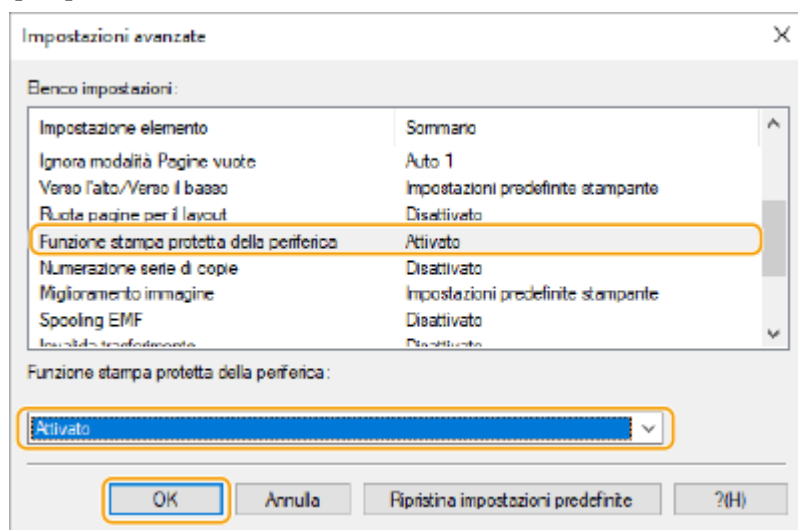 Impostazioni avanzate
Elenco impostazioni:
Impostazione elemento Sommario
Ignora modalità Pagine vuote Auto 1
Verso l'alto/Verso il basso Impostazioni predefinite stampante
Ruota pagine per il layout Disattivato
Funzione stampa protetta della periferica Attivato
Numerazione serie di copie Disattivato
Miglioramento immagine Impostazioni predefinite stampante
Spooling EMF Disattivato
Funzione stampa protetta della periferica:
Attivato
OK Annulla Ripristina impostazioni predefinite ?(H)